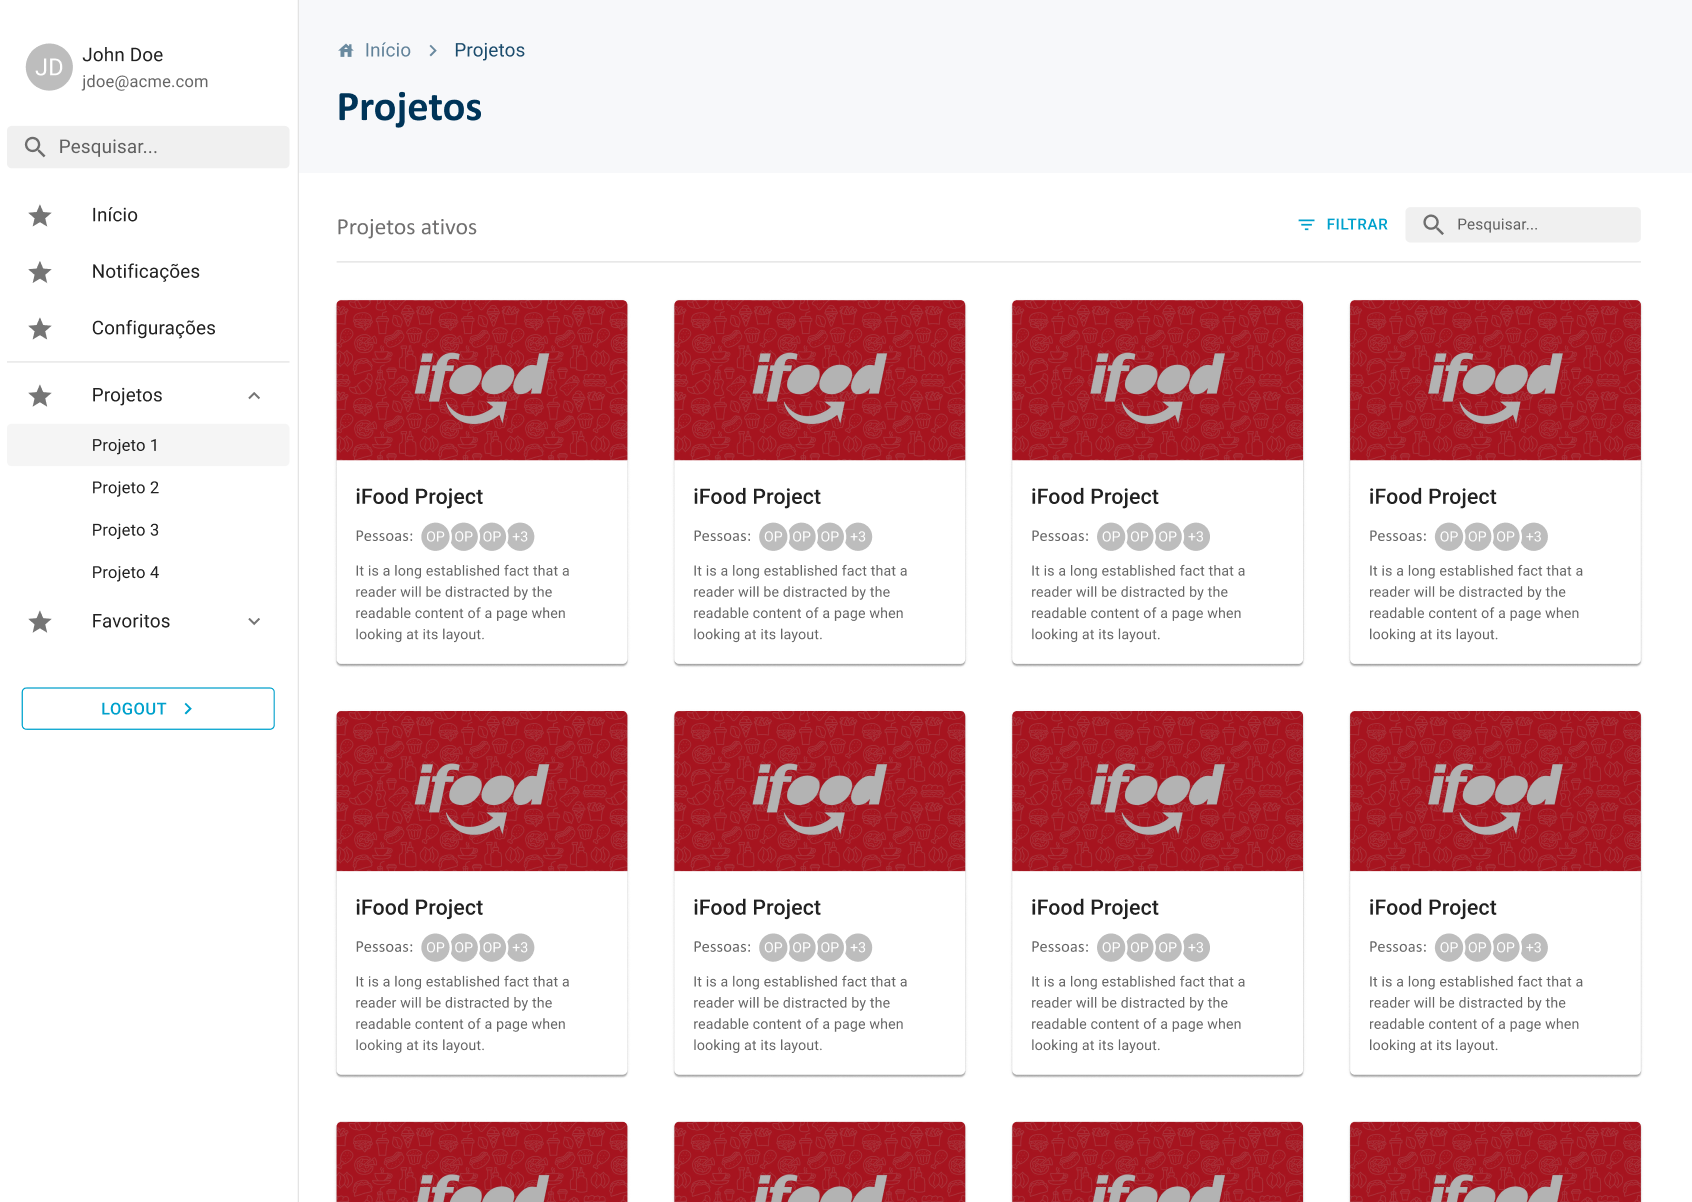 JD
John Doe
jdoe@acme.com
Pesquisar...
Início
Notificações
Configurações
Projetos
Projeto 1
Projeto 2
Projeto 3
Projeto 4
Favoritos
LOGOUT
Início Projetos
Projetos
Projetos ativos
FILTRAR
Pesquisar...
ifood
iFood Project
Pessoas: OP OP OP +3
It is a long established fact that a
reader will be distracted by the
readable content of a page when
looking at its layout.
ifood
iFood Project
Pessoas: OP OP OP +3
It is a long established fact that a
reader will be distracted by the
readable content of a page when
looking at its layout.
ifood
iFood Project
Pessoas: OP OP OP +3
It is a long established fact that a
reader will be distracted by the
readable content of a page when
looking at its layout.
ifood
iFood Project
Pessoas: OP OP OP +3
It is a long established fact that a
reader will be distracted by the
readable content of a page when
looking at its layout.
ifood
iFood Project
Pessoas: OP OP OP +3
It is a long established fact that a
reader will be distracted by the
readable content of a page when
looking at its layout.
ifood
iFood Project
Pessoas: OP OP OP +3
It is a long established fact that a
reader will be distracted by the
readable content of a page when
looking at its layout.
ifood
iFood Project
Pessoas: OP OP OP +3
It is a long established fact that a
reader will be distracted by the
readable content of a page when
looking at its layout.
ifood
iFood Project
Pessoas: OP OP OP +3
It is a long established fact that a
reader will be distracted by the
readable content of a page when
looking at its layout.
ifood
ifood
ifood
ifood